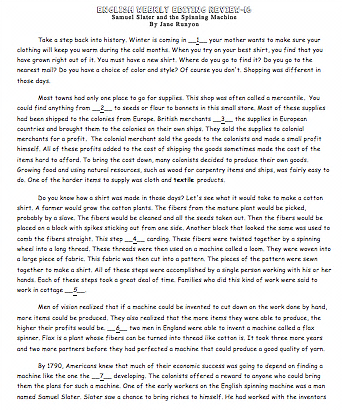 ENGLISH WEEKLY EDITING REVIEW-16
Samuel Slater and the Spinning Machine
By Jane Runyon
Take a step back into history. Winter is coming in __1__ your mother wants to make sure your
clothing will keep you warm during the cold months. When you try on your best shirt, you find that you
have grown right out of it. You must have a new shirt. Where do you go to find it? Do you go to the
nearest mall? Do you have a choice of color and style? Of course you don't. Shopping was different in
those days.
Most towns had only one place to go for supplies. This shop was often called a mercantile. You
could find anything from __2__ to seeds or flour to bonnets in this small store. Most of these supplies
had been shipped to the colonies from Europe. British merchants __3__ the supplies in European
countries and brought them to the colonies on their own ships. They sold the supplies to colonial
merchants for a profit. The colonial merchant sold the goods to the colonists and made a small profit
himself. All of these profits added to the cost of shipping the goods sometimes made the cost of the
items hard to afford. To bring the cost down, many colonists decided to produce their own goods.
Growing food and using natural resources, such as wood for carpentry items and ships, was fairly easy to
do. One of the harder items to supply was cloth and textile products.
Do you know how a shirt was made in those days? Let's see what it would take to make a cotton
shirt. A farmer would grow the cotton plants. The fibers from the mature plant would be picked,
probably by a slave. The fibers would be cleaned and all the seeds taken out. Then the fibers would be
placed on a block with spikes sticking out from one side. Another block that looked the same was used to
comb the fibers straight. This step __4__ carding. These fibers were twisted together by a spinning
wheel into a long thread. These threads were then used on a machine called a loom. They were woven into
a large piece of fabric. This fabric was then cut into a pattern. The pieces of the pattern were sewn
together to make a shirt. All of these steps were accomplished by a single person working with his or her
hands. Each of these steps took a great deal of time. Families who did this kind of work were said to
work in cottage __5__.
Men of vision realized that if a machine could be invented to cut down on the work done by hand,
more items could be produced. They also realized that the more items they were able to produce, the
higher their profits would be. __6__ two men in England were able to invent a machine called a flax
spinner. Flax is a plant whose fibers can be turned into thread like cotton is. It took three more years
and two more partners before they had perfected a machine that could produce a good quality of yarn.
By 1790, Americans knew that much of their economic success was going to depend on finding a
machine like the one the __7__ developing. The colonists offered a reward to anyone who could bring
them the plans for such a machine. One of the early workers on the English spinning machine was a man
named Samuel Slater. Slater saw a chance to bring riches to himself. He had worked with the inventors